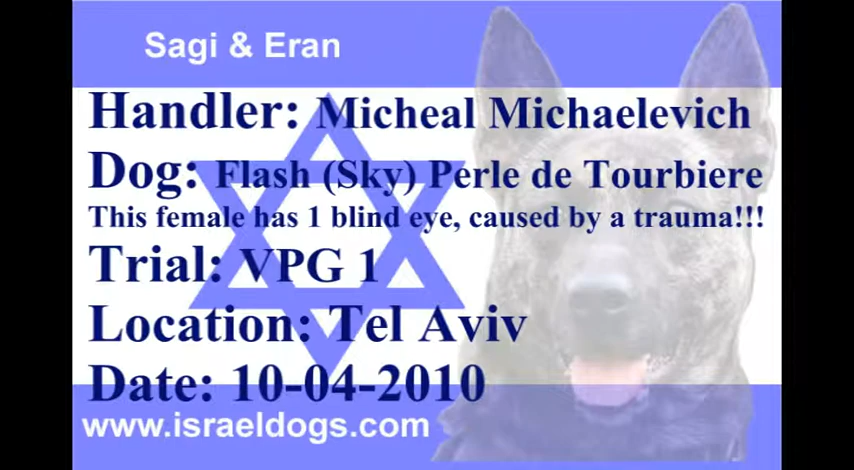 Sagi & Eran
Handler: Micheal Michaelevich
Dog: Flash (Sky) Perle de Tourbiere
This female has 1 blind eye, caused by a trauma!!!
Trial: VPG 1
Location: Tel Aviv
Date: 10-04-2010
www.israeldogs.com